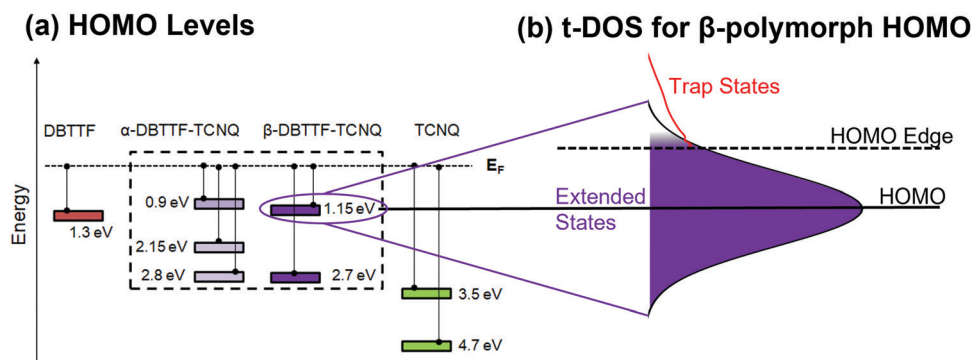 (a) HOMO Levels
(b) t-DOS for β-polymorph HOMO
Energy
DBTTF
α-DBTTF-TCNQ
β-DBTTF-TCNQ
TCNQ
E_F
1.3 eV
0.9 eV
2.15 eV
2.8 eV
1.15 eV
2.7 eV
3.5 eV
4.7 eV
Trap States
HOMO Edge
Extended
States
HOMO